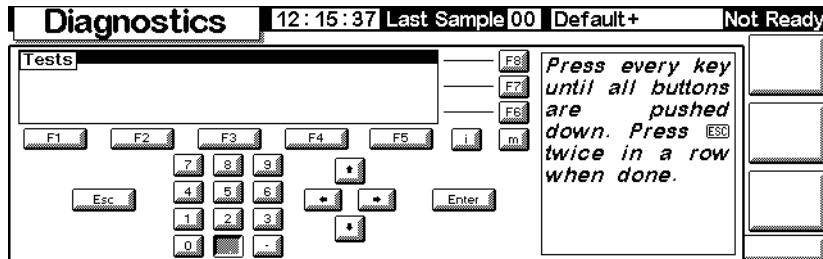 Diagnostics 12:15:37 Last Sample 00 Default+ Not Ready
Tests
F8
F7
F6
F1 F2 F3 F4 F5 i m
7 8 9
4 5 6
1 2 3
0 -
Esc
Enter
Press every key
until all buttons
are pushed
down. Press ESC
twice in a row
when done.